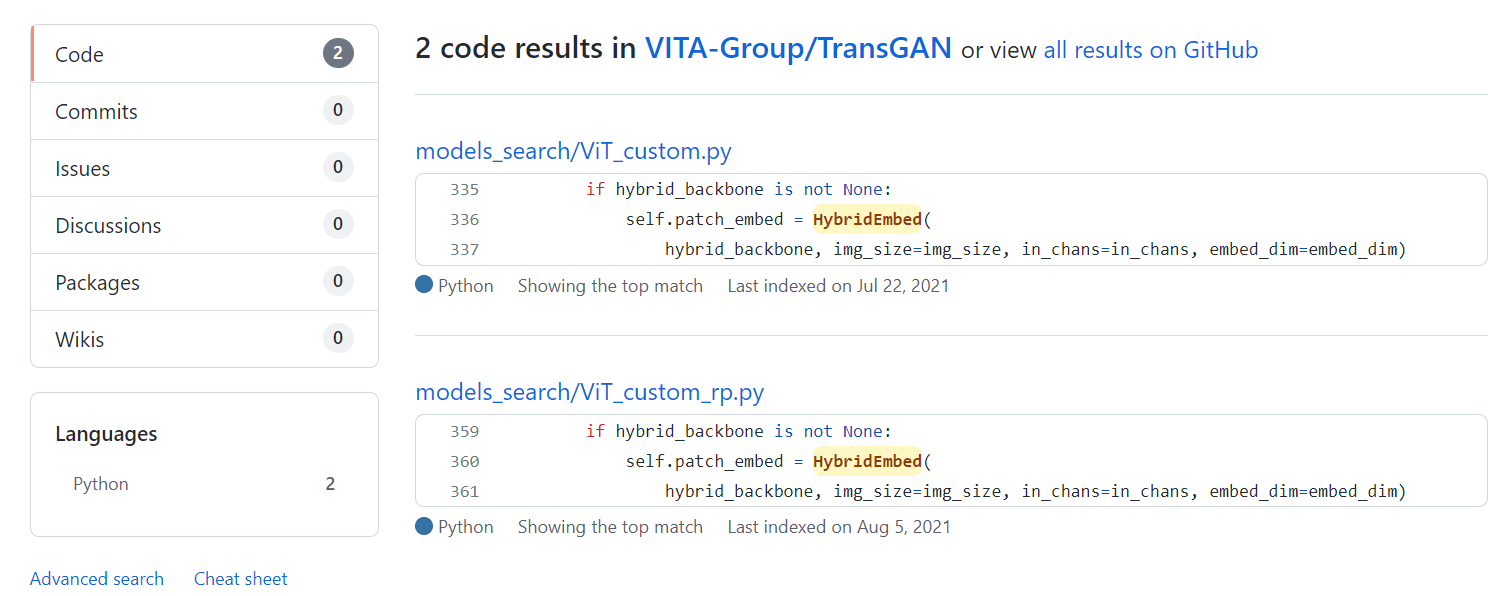 Code 2
Commits 0
Issues 0
Discussions 0
Packages 0
Wikis 0
Languages
Python 2
Advanced search Cheat sheet
2 code results in VITA-Group/TransGAN or view all results on GitHub
models_search/ViT_custom.py
335 if hybrid_backbone is not None:
336 self.patch_embed = HybridEmbed(
337 hybrid_backbone, img_size=img_size, in_chans=in_chans, embed_dim=embed_dim)
Python Showing the top match Last indexed on Jul 22, 2021
models_search/ViT_custom_rp.py
359 if hybrid_backbone is not None:
360 self.patch_embed = HybridEmbed(
361 hybrid_backbone, img_size=img_size, in_chans=in_chans, embed_dim=embed_dim)
Python Showing the top match Last indexed on Aug 5, 2021